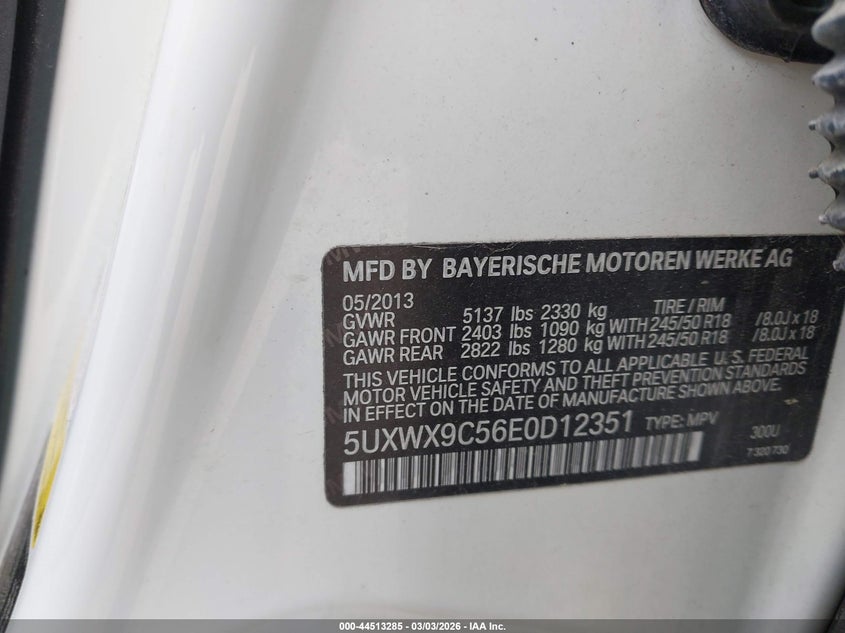 MFD BY BAYERISCHE MOTOREN WERKE AG
05/2013 TIRE / RIM
GVWR 5137 lbs 2330 kg
GAWR FRONT 2403 lbs 1090 kg WITH 245/50 R18 /8.0J x 18
GAWR REAR 2822 lbs 1280 kg WITH 245/50 R18 /8.0J x 18
THIS VEHICLE CONFORMS TO ALL APPLICABLE U. S. FEDERAL
MOTOR VEHICLE SAFETY AND THEFT PREVENTION STANDARDS
IN EFFECT ON THE DATE OF MANUFACTURE SHOWN ABOVE.
5UXWX9C56E0D12351 TYPE: MPV 300U
7 320 730
000-44513285 - 03/03/2026 - IAA Inc.